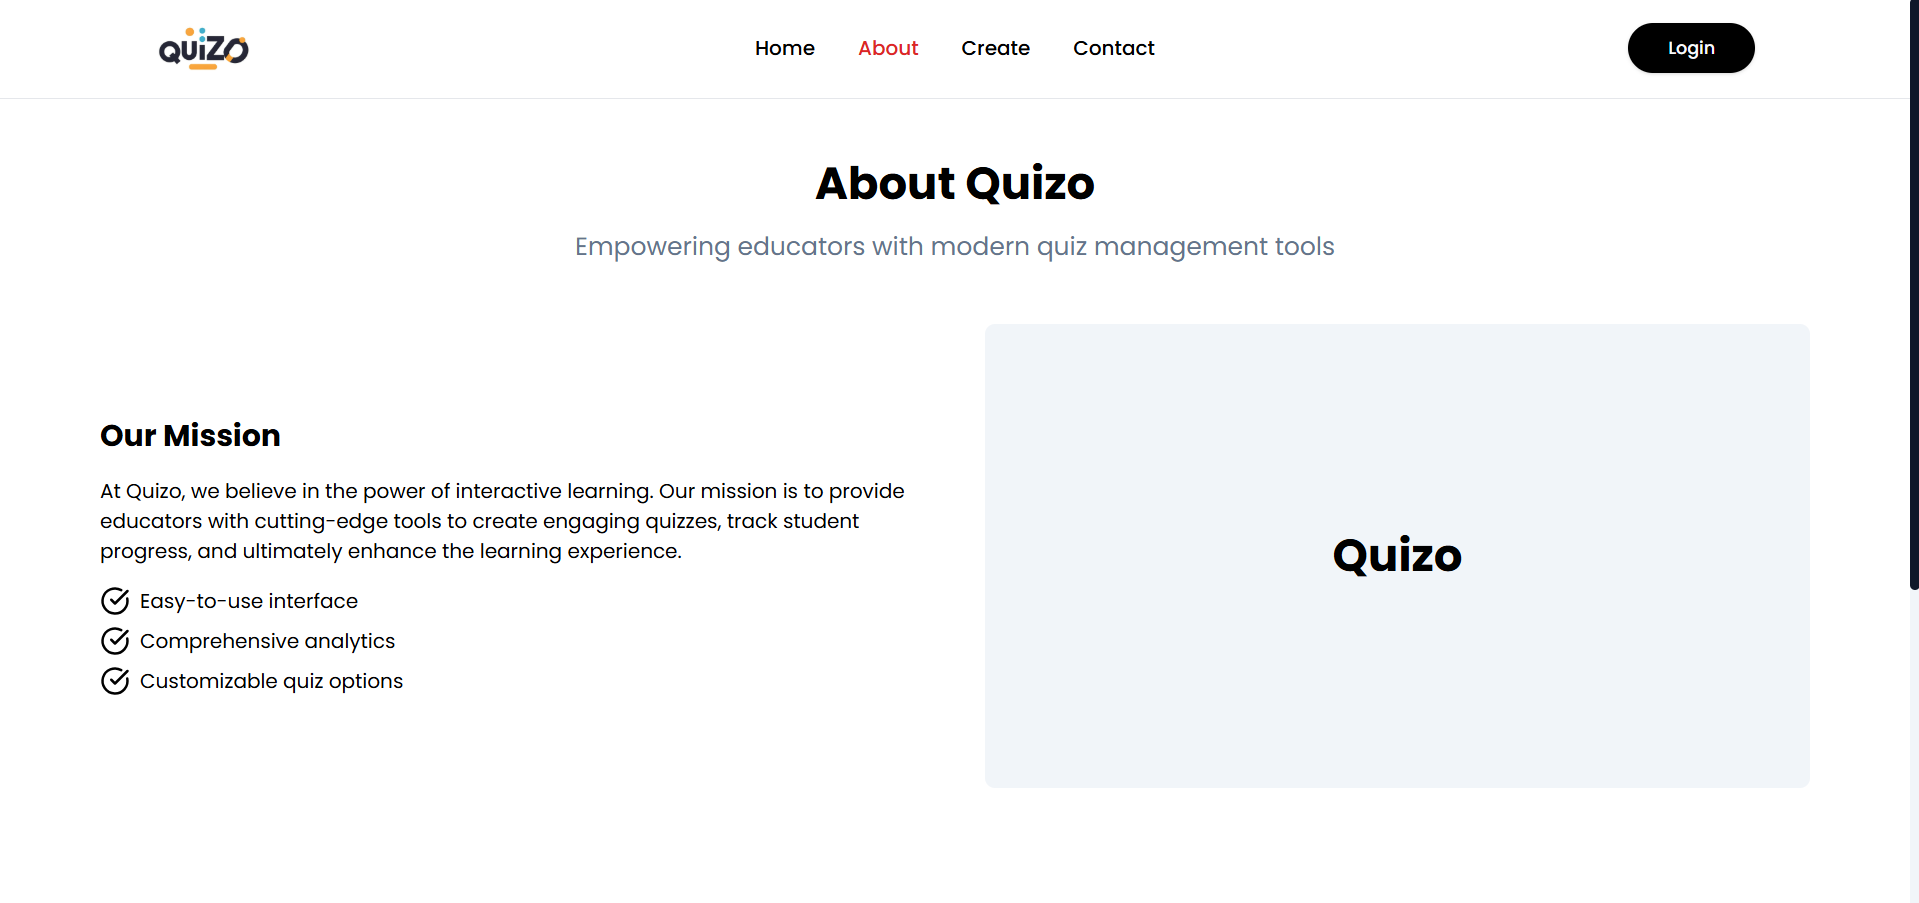 quizo
Home
About
Create
Contact
Login
About Quizo
Empowering educators with modern quiz management tools
Our Mission
At Quizo, we believe in the power of interactive learning. Our mission is to provide
educators with cutting-edge tools to create engaging quizzes, track student
progress, and ultimately enhance the learning experience.
Easy-to-use interface
Comprehensive analytics
Customizable quiz options
Quizo